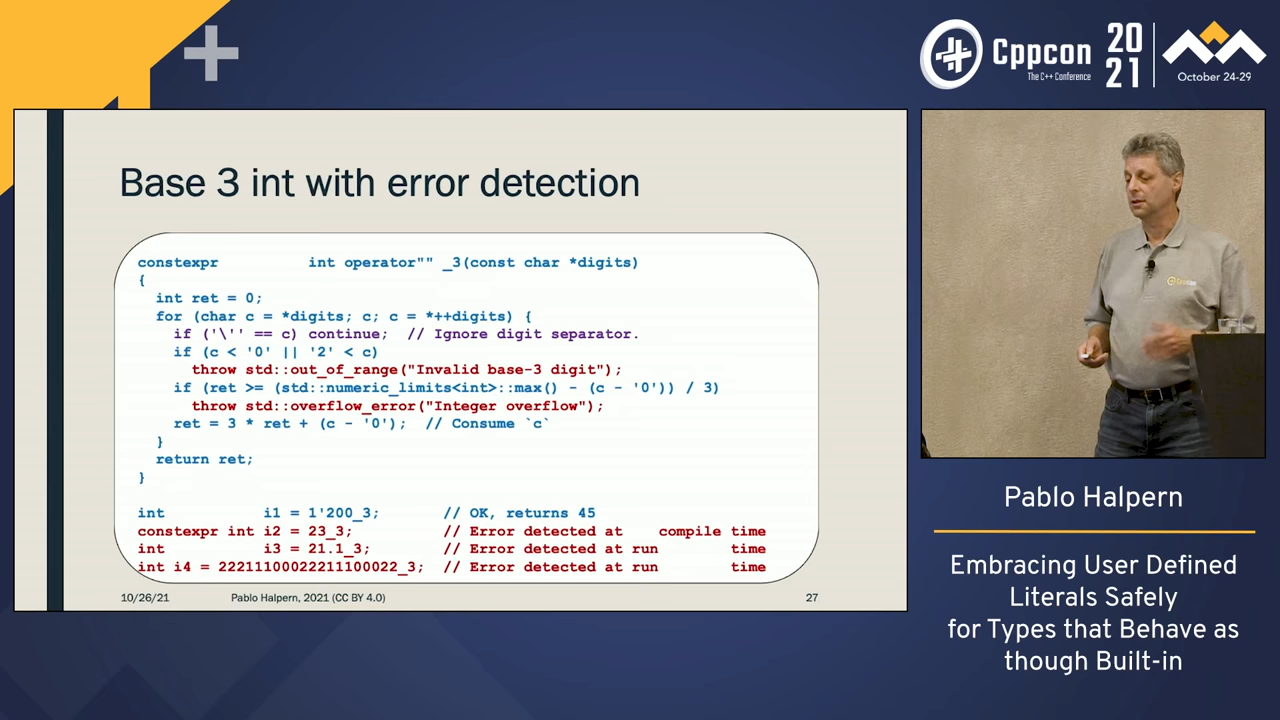 Cppcon
The C++ Conference
20
21
October 24-29
Base 3 int with error detection
constexpr          int operator"" _3(const char *digits)
{
  int ret = 0;
  for (char c = *digits; c; c = *++digits) {
    if ('\'' == c) continue;  // Ignore digit separator.
    if (c < '0' || '2' < c)
      throw std::out_of_range("Invalid base-3 digit");
    if (ret >= (std::numeric_limits<int>::max() - (c - '0')) / 3)
      throw std::overflow_error("Integer overflow");
    ret = 3 * ret + (c - '0');  // Consume `c`
  }
  return ret;
}
int           i1 = 1'200_3;       // OK, returns 45
constexpr int i2 = 23_3;          // Error detected at    compile time
int           i3 = 21.1_3;        // Error detected at run        time
int i4 = 22211100022211100022_3;  // Error detected at run        time
10/26/21
Pablo Halpern, 2021 (CC BY 4.0)
27
Pablo Halpern
Embracing User Defined
Literals Safely
for Types that Behave as
though Built-in